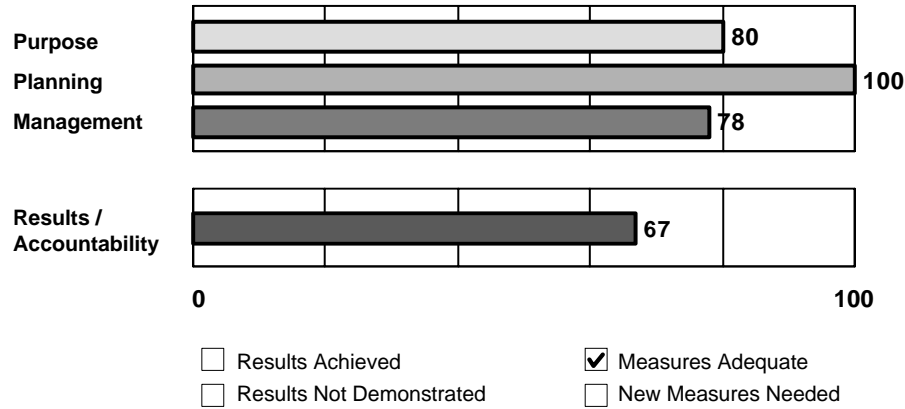 Purpose 80
Planning 100
Management 78
Results /
Accountability 67
0 100
Results Achieved Measures Adequate
Results Not Demonstrated New Measures Needed